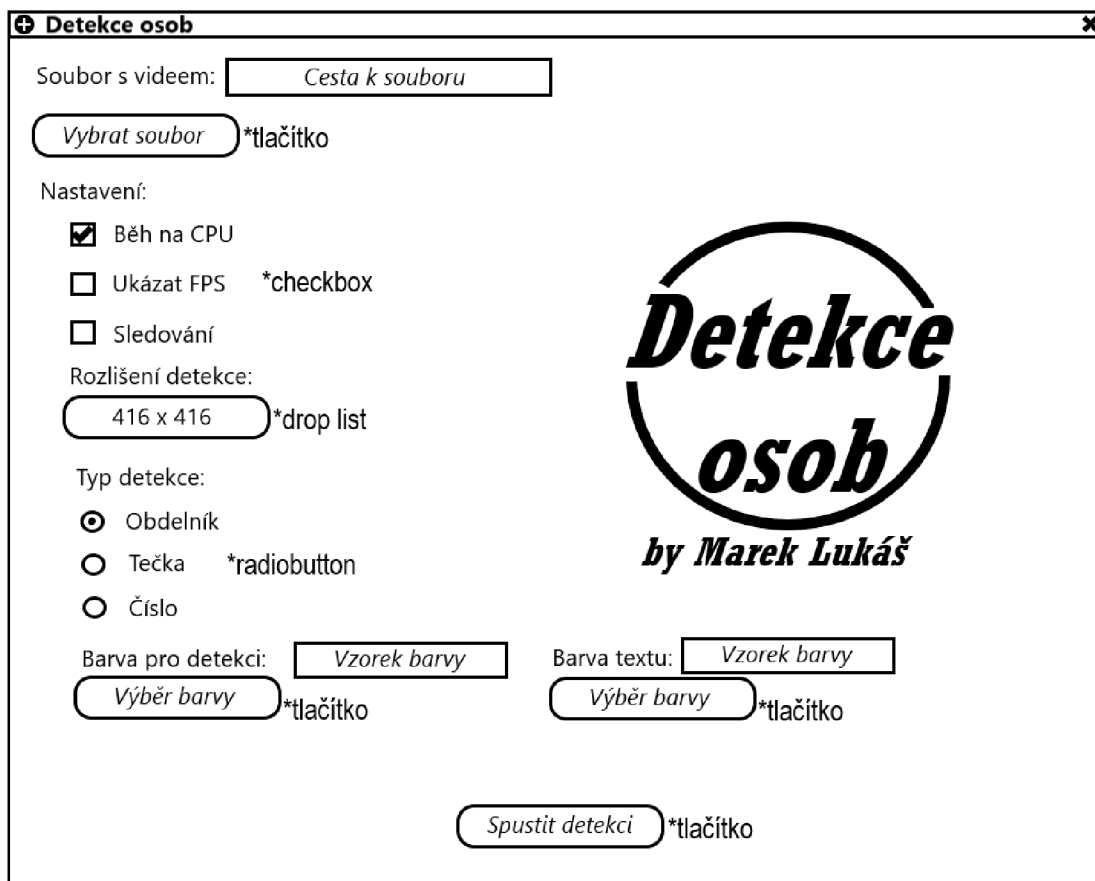 Detekce osob
Soubor s videem: Cesta k souboru
Vybrat soubor *tlačítko
Nastavení:
Běh na CPU
Ukázat FPS *checkbox
Sledování
Rozlišení detekce:
416 x 416 *drop list
Typ detekce:
Obdelník
Tečka *radiobutton
Číslo
Detekce
osob
by Marek Lukáš
Barva pro detekci: Vzorek barvy Barva textu: Vzorek barvy
Výběr barvy *tlačítko Výběr barvy *tlačítko
Spustit detekci *tlačítko